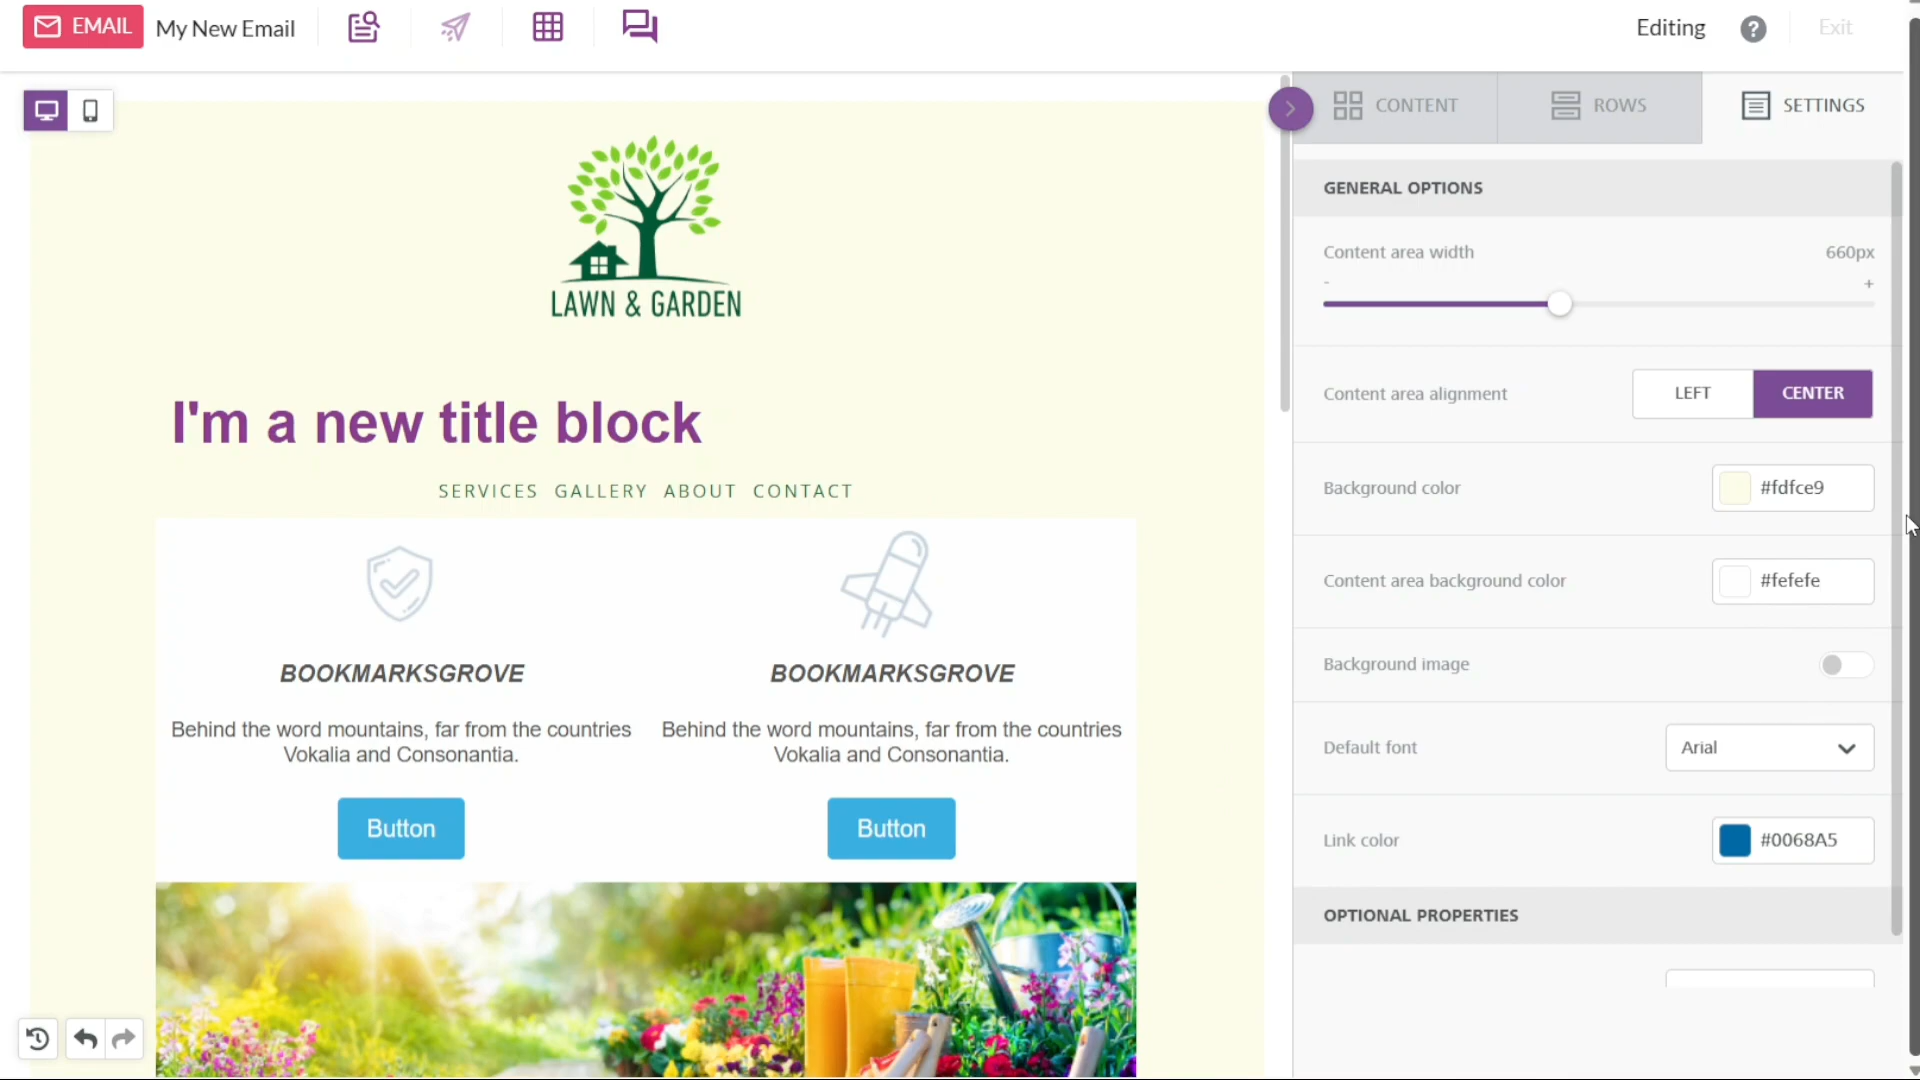 EMAIL My New Email Editing ? Exit
CONTENT ROWS SETTINGS
GENERAL OPTIONS
Content area width 660px
- +
Content area alignment LEFT CENTER
Background color #fdfce9
Content area background color #fefefe
Background image
Default font Arial
Link color #0068A5
OPTIONAL PROPERTIES
LAWN & GARDEN
I'm a new title block
SERVICES GALLERY ABOUT CONTACT
BOOKMARKSGROVE
Behind the word mountains, far from the countries
Vokalia and Consonantia.
Button
BOOKMARKSGROVE
Behind the word mountains, far from the countries
Vokalia and Consonantia.
Button